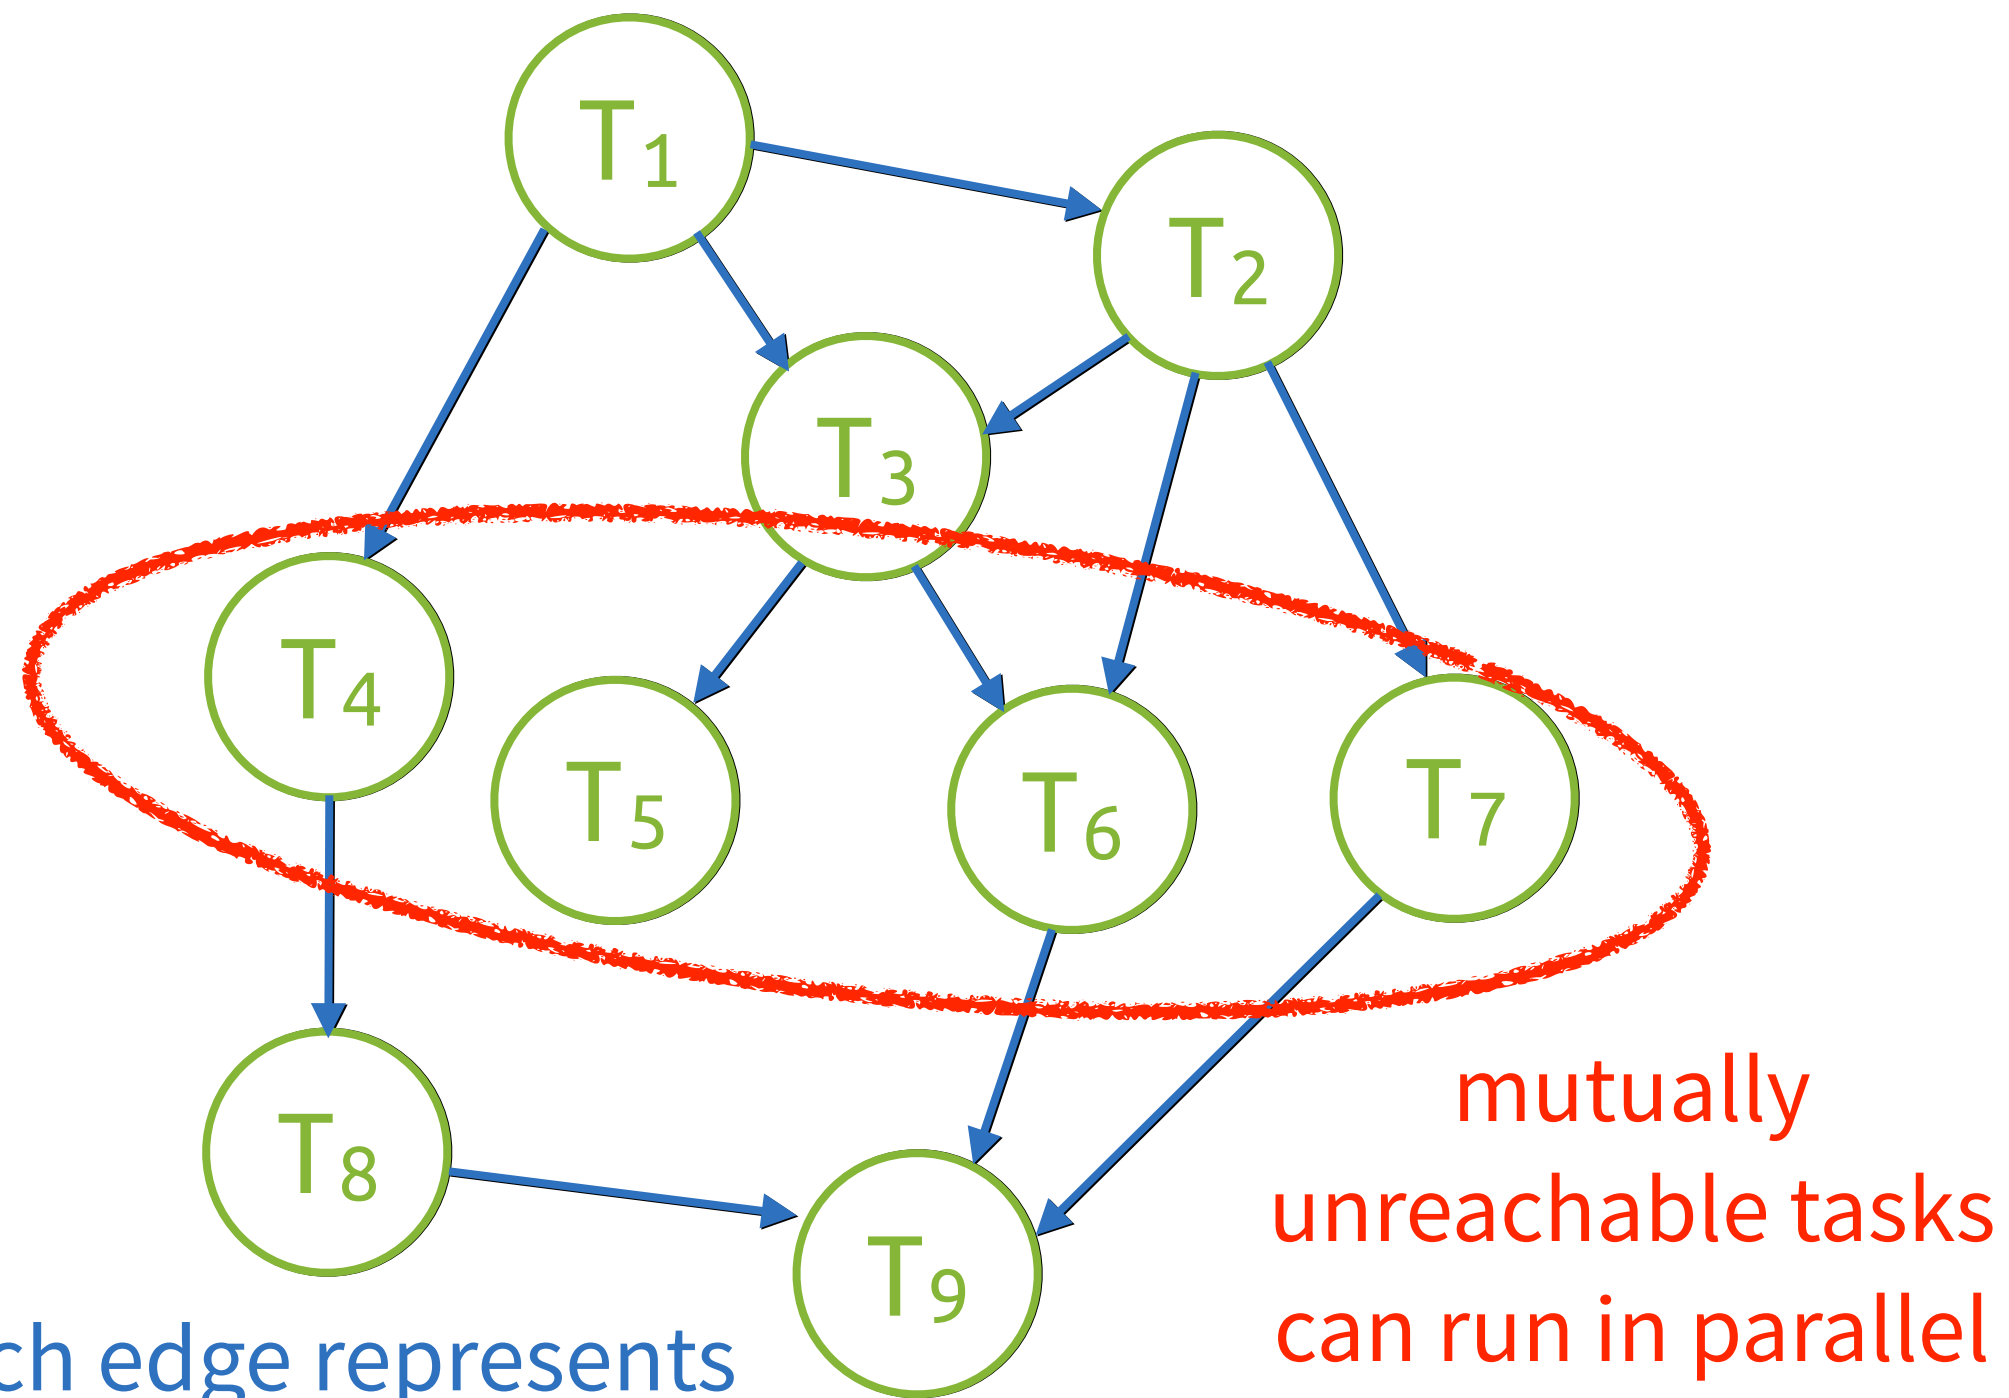 T1
T2
T3
T4
T5
T6
T7
T8
T9
mutually
unreachable tasks
can run in parallel
edge represents